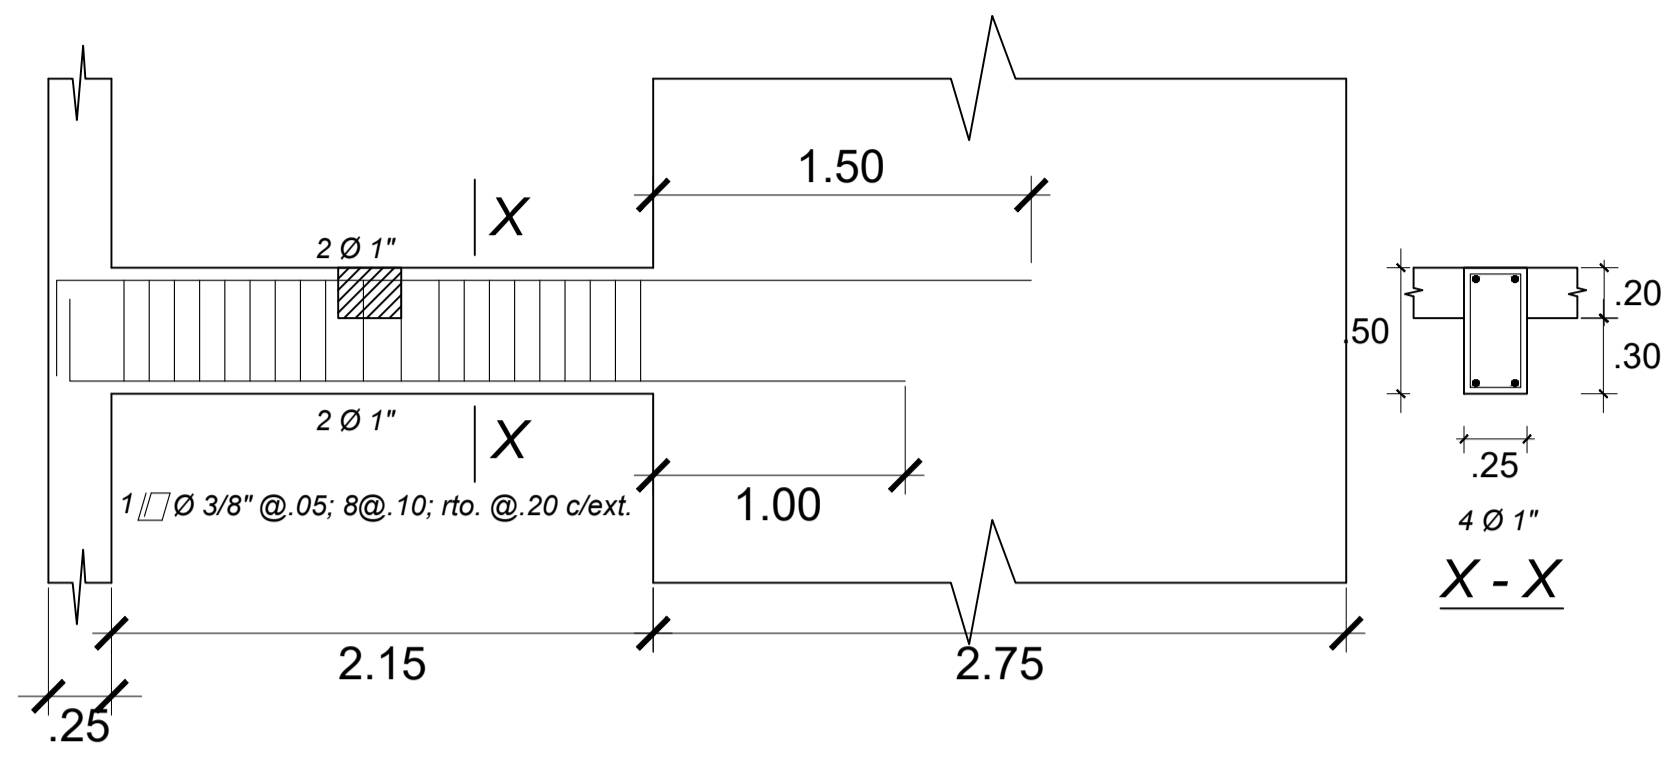 1.50
X
2 Ø 1"
.20
.50
.30
2 Ø 1"
X
.25
1 Ø 3/8" @.05; 8@.10; rto. @.20 c/ext.
1.00
4 Ø 1"
X - X
2.15
2.75
.25